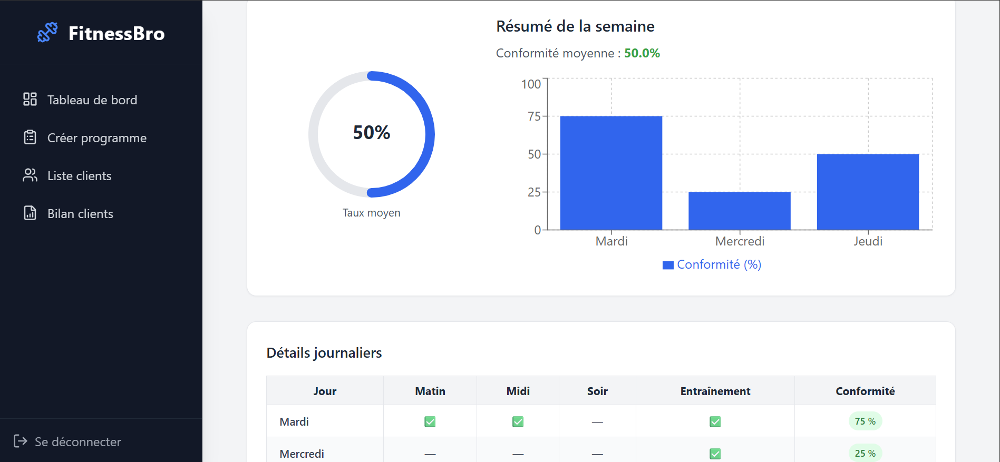 FitnessBro
Tableau de bord
Créer programme
Liste clients
Bilan clients
Se déconnecter
50%
Taux moyen
Résumé de la semaine
Conformité moyenne : 50.0%
100
75
50
25
0
Mardi Mercredi Jeudi
Conformité (%)
Détails journaliers
Jour Matin Midi Soir Entraînement Conformité
Mardi ✅ ✅ — ✅ 75 %
Mercredi — — — ✅ 25 %